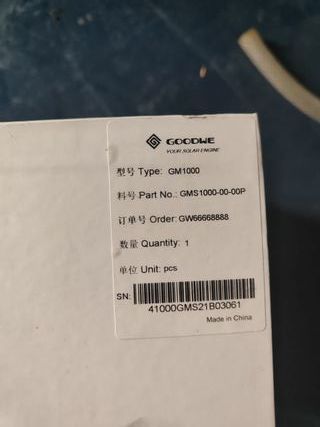 GOODWE
YOUR SOLAR ENGINE
型号 Type: GM1000
料号 Part No.: GMS1000-00-00P
订单号 Order: GW66668888
数量 Quantity: 1
单位 Unit: pcs
SN:
41000GMS21B03061
Made in China